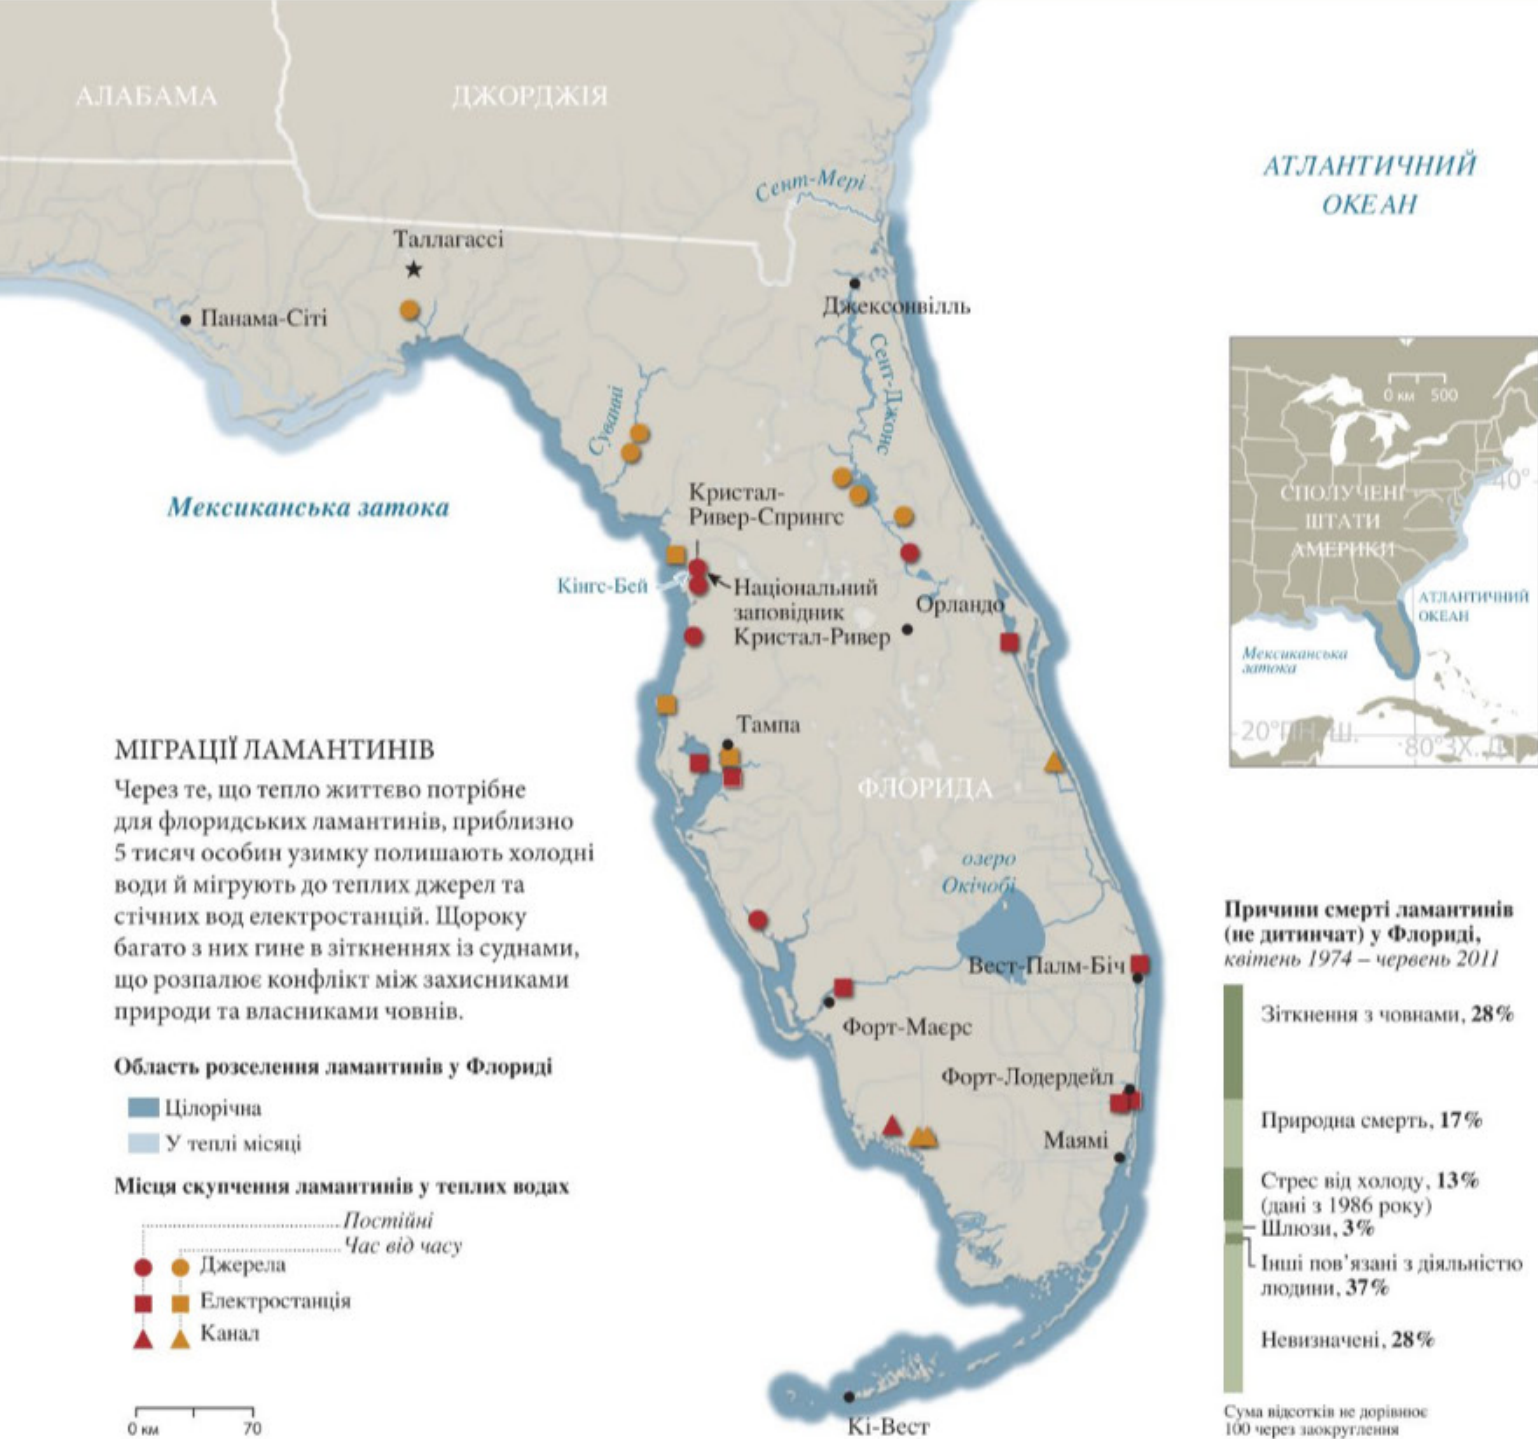 АЛАБАМА
ДЖОРДЖІЯ
АТЛАНТИЧНИЙ
ОКЕАН
Сент-Мері
Таллагассі
Панама-Сіті
Джексонвілль
Сент-Джонс
Суванні
Мексиканська затока
Кристал-
Ривер-Спрингс
Кінгс-Бей
Національний
заповідник
Кристал-Ривер
Орландо
Тампа
ФЛОРИДА
озеро
Окічобі
Вест-Палм-Біч
Форт-Маєрс
Форт-Лодердейл
Маямі
Кі-Вест
0 км 500
40°
СПОЛУЧЕНІ
ШТАТИ
АМЕРИКИ
АТЛАНТИЧНИЙ
ОКЕАН
Мексиканська
затока
20°ПН. Ш.
80°ЗХ. Д.
МІГРАЦІЇ ЛАМАНТИНІВ
Через те, що тепло життєво потрібне
для флоридських ламантинів, приблизно
5 тисяч особин узимку полишають холодні
води й мігрують до теплих джерел та
стічних вод електростанцій. Щороку
багато з них гине в зіткненнях із суднами,
що розпалює конфлікт між захисниками
природи та власниками човнів.
Область розселення ламантинів у Флориді
Цілорічна
У теплі місяці
Місця скупчення ламантинів у теплих водах
Постійні
Час від часу
Джерела
Електростанція
Канал
0 км 70
Причини смерті ламантинів
(не дитинчат) у Флориді,
квітень 1974 – червень 2011
Зіткнення з човнами, 28%
Природна смерть, 17%
Стрес від холоду, 13%
(дані з 1986 року)
Шлюзи, 3%
Інші пов'язані з діяльністю
людини, 37%
Невизначені, 28%
Сума відсотків не дорівнює
100 через заокруглення